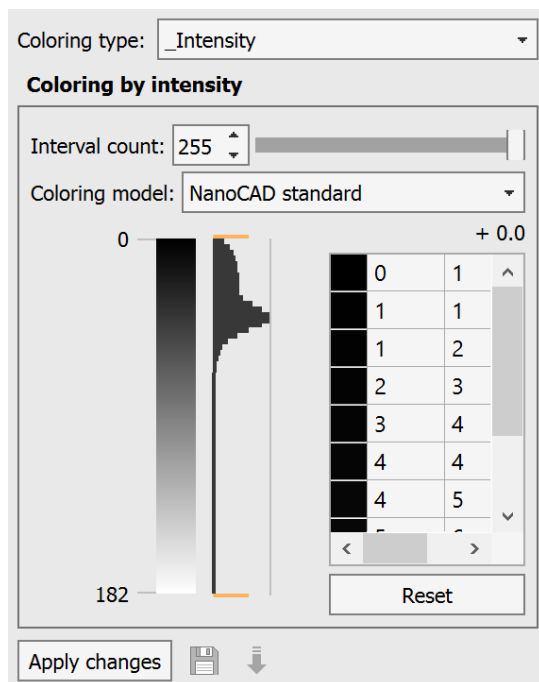 Coloring type: _Intensity
Coloring by intensity
Interval count: 255
Coloring model: NanoCAD standard
+ 0.0
0
0 1
1 1
1 2
2 3
3 4
4 4
4 5
182
Reset
Apply changes